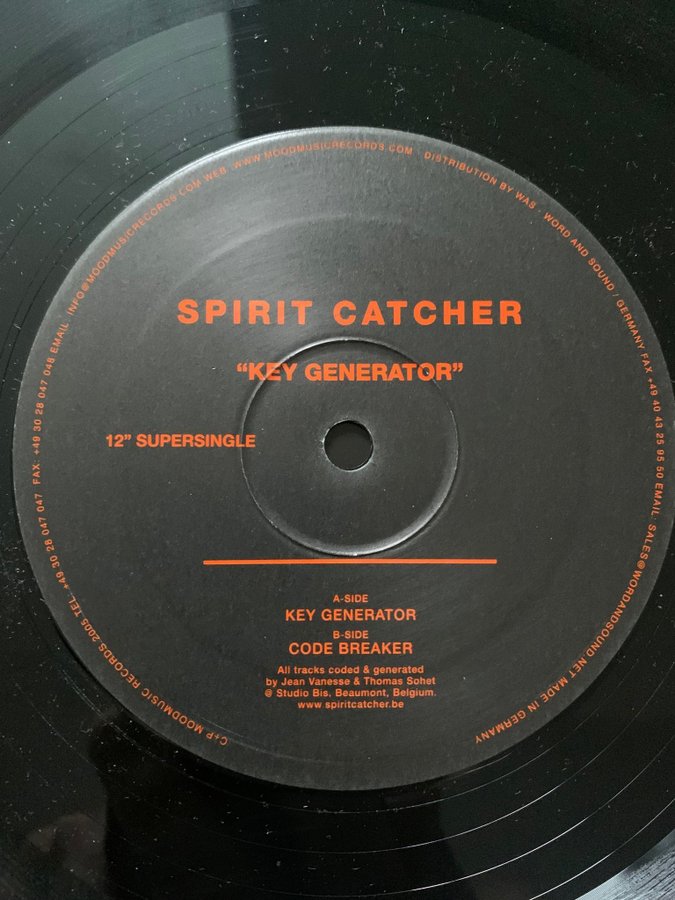 SPIRIT CATCHER
“KEY GENERATOR”
12” SUPERSINGLE
A-SIDE
KEY GENERATOR
B-SIDE
CODE BREAKER
All tracks coded & generated
by Jean Vanesse & Thomas Sohet
@ Studio Bis, Beaumont, Belgium.
www.spiritcatcher.be
C+P MOODMUSIC RECORDS 2005 TEL: +49 30 28 047 047 FAX: +49 30 28 047 048 EMAIL: INFO@MOODMUSICRECORDS.COM WEB: WWW.MOODMUSICRECORDS.COM · DISTRIBUTION BY WAS · WORD AND SOUND / GERMANY FAX +49 40 43 25 95 50 EMAIL: SALES@WORDANDSOUND.NET MADE IN GERMANY